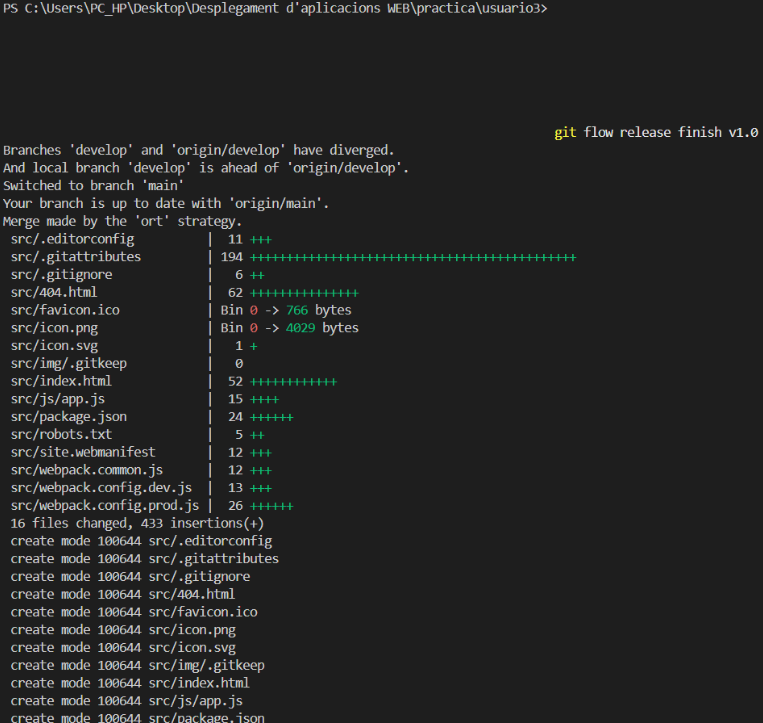 PS C:\Users\PC_HP\Desktop\Desplegament d'aplicacions WEB\practica\usuario3>
git flow release finish v1.0
Branches 'develop' and 'origin/develop' have diverged.
And local branch 'develop' is ahead of 'origin/develop'.
Switched to branch 'main'
Your branch is up to date with 'origin/main'.
Merge made by the 'ort' strategy.
src/.editorconfig | 11 +++
src/.gitattributes | 194 +++++++++++++++++++++++++++++++++++++++++++++
src/.gitignore | 6 ++
src/404.html | 62 +++++++++++++++
src/favicon.ico | Bin 0 -> 766 bytes
src/icon.png | Bin 0 -> 4029 bytes
src/icon.svg | 1 +
src/img/.gitkeep | 0
src/index.html | 52 ++++++++++++
src/js/app.js | 15 ++++
src/package.json | 24 ++++++
src/robots.txt | 5 ++
src/site.webmanifest | 12 +++
src/webpack.common.js | 12 +++
src/webpack.config.dev.js | 13 +++
src/webpack.config.prod.js | 26 ++++++
16 files changed, 433 insertions(+)
create mode 100644 src/.editorconfig
create mode 100644 src/.gitattributes
create mode 100644 src/.gitignore
create mode 100644 src/404.html
create mode 100644 src/favicon.ico
create mode 100644 src/icon.png
create mode 100644 src/icon.svg
create mode 100644 src/img/.gitkeep
create mode 100644 src/index.html
create mode 100644 src/js/app.js
create mode 100644 src/package.json